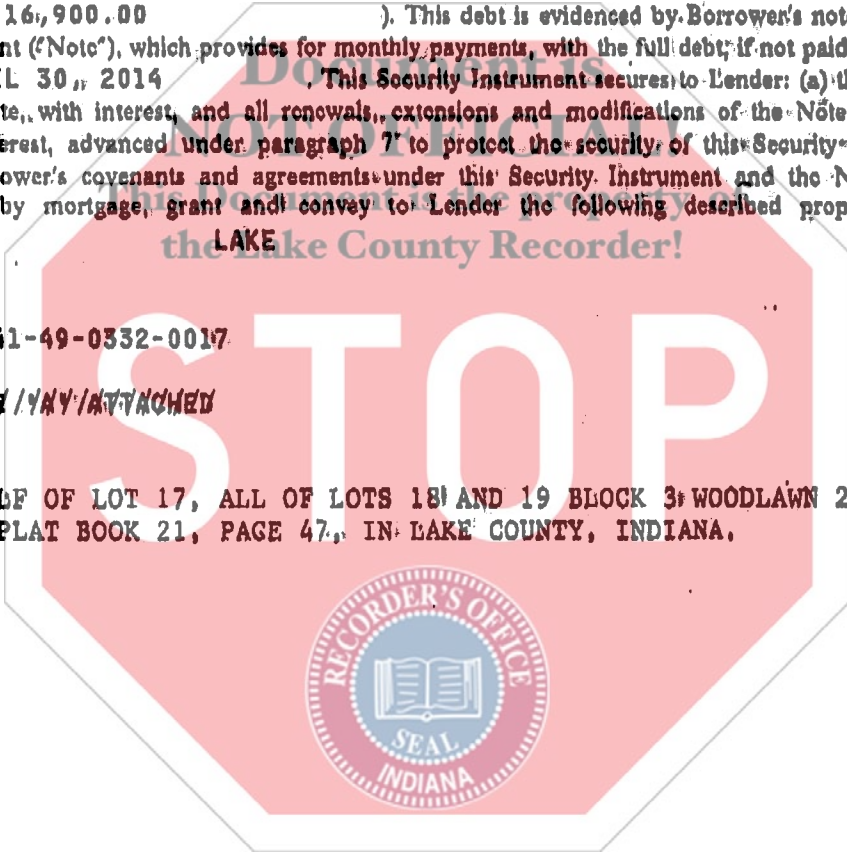 16,900.00 ). This debt is evidenced by Borrower's not
nt ("Note"), which provides for monthly payments, with the full debt, if not paid
Document is
L 30, 2014 . This Security Instrument secures to Lender: (a) t
te, with interest, and all renewals, extensions and modifications of the Note
NOT OFFICIAL!
erest, advanced under paragraph 7 to protect the security of this Security
ower's covenants and agreements under this Security Instrument and the N
This Document is the property of
by mortgage, grant and convey to Lender the following described prop
LAKE
the Lake County Recorder!
1-49-0332-0017
ATTACHED
STOP
LF OF LOT 17, ALL OF LOTS 18 AND 19 BLOCK 3 WOODLAWN 2
PLAT BOOK 21, PAGE 47, IN LAKE COUNTY, INDIANA.
RECORDER'S OFFICE
SEAL
INDIANA